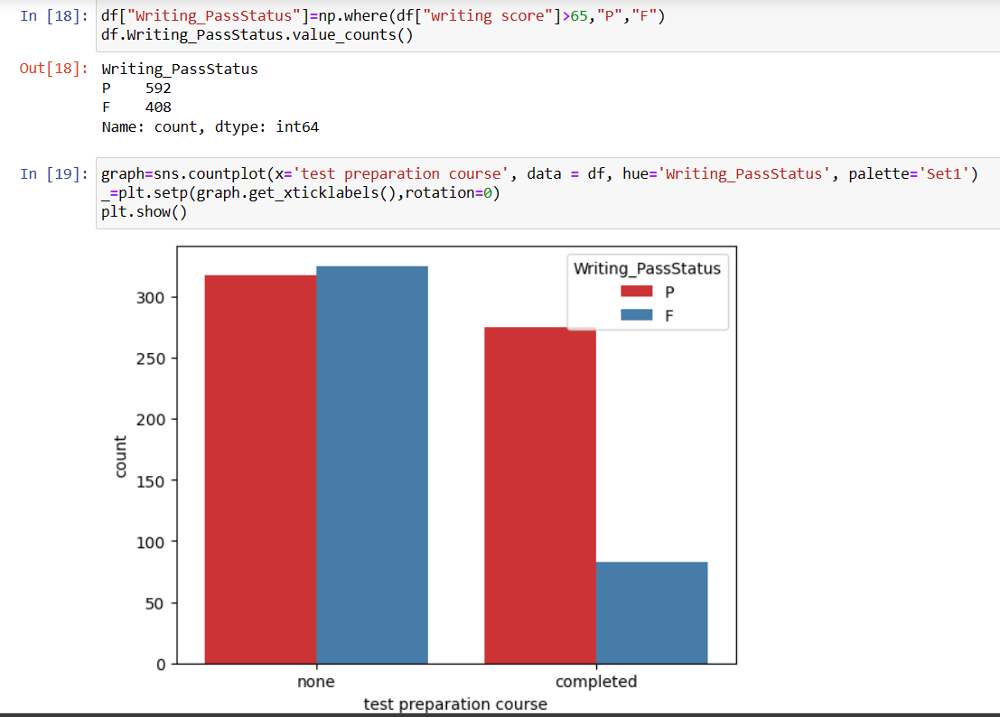 In [18]: df["Writing_PassStatus"]=np.where(df["writing score"]>65,"P","F")
df.Writing_PassStatus.value_counts()
Out[18]: Writing_PassStatus
P    592
F    408
Name: count, dtype: int64
In [19]: graph=sns.countplot(x='test preparation course', data = df, hue='Writing_PassStatus', palette='Set1')
_=plt.setp(graph.get_xticklabels(),rotation=0)
plt.show()
Writing_PassStatus
P
F
300
250
200
150
100
50
0
count
none completed
test preparation course